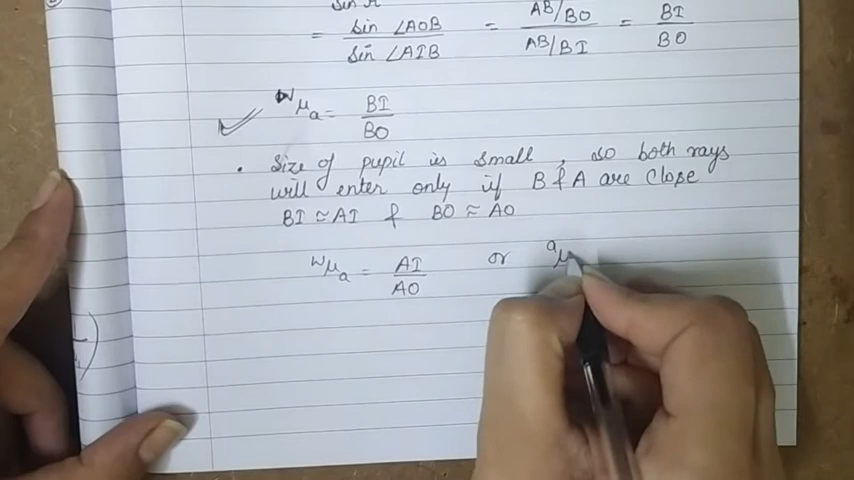 = sin ∠AOB / sin ∠AIB = AB/BO / AB/BI = BI / BO
wμa = BI / BO
• Size of pupil is small, so both rays
will enter only if B & A are close
BI ≈ AI & BO ≈ AO
wμa = AI / AO or aμ